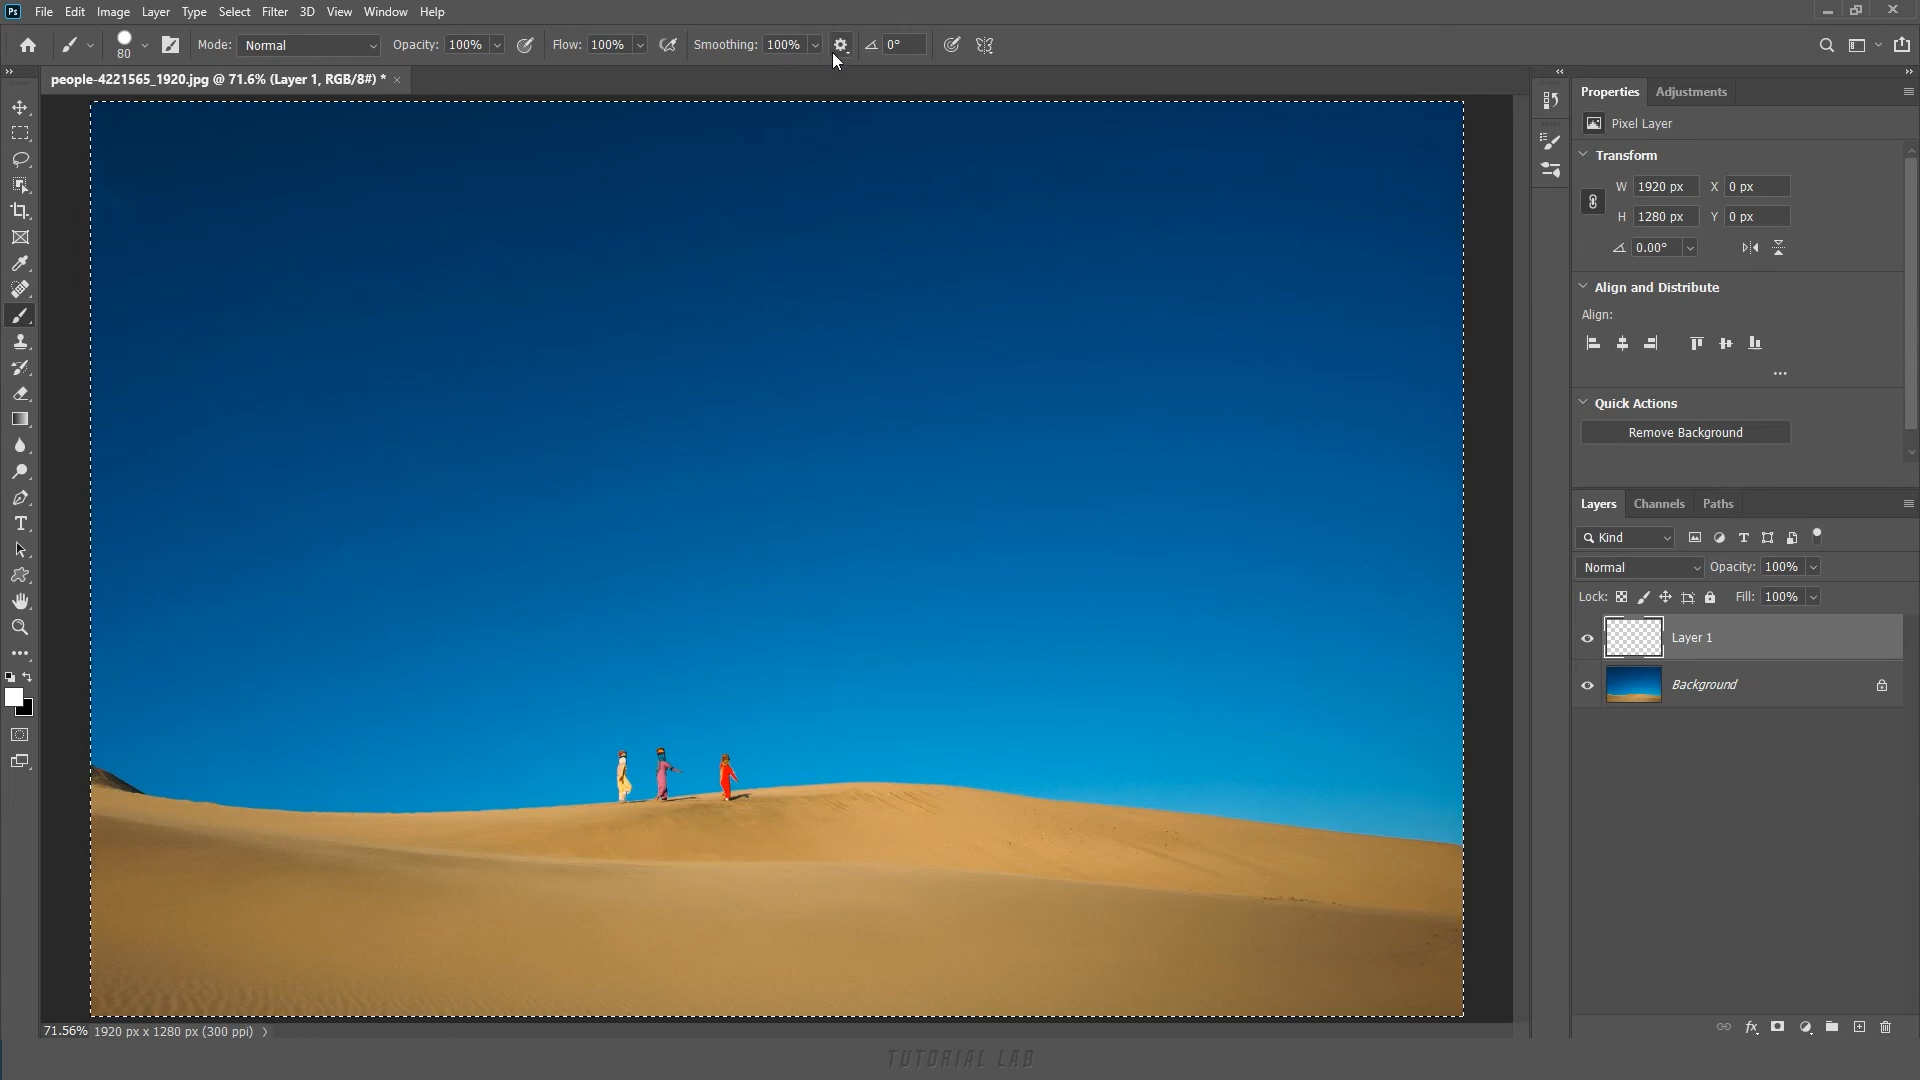 Ps File Edit Image Layer Type Select Filter 3D View Window Help
80 Mode: Normal Opacity: 100% Flow: 100% Smoothing: 100% 0°
people-4221565_1920.jpg @ 71.6% (Layer 1, RGB/8#) * ×
Properties Adjustments
Pixel Layer
Transform
W 1920 px X 0 px
H 1280 px Y 0 px
0.00°
Align and Distribute
Align:
Quick Actions
Remove Background
Layers Channels Paths
Kind
Normal Opacity: 100%
Lock: Fill: 100%
Layer 1
Background
71.56% 1920 px x 1280 px (300 ppi)
TUTORIAL LAB